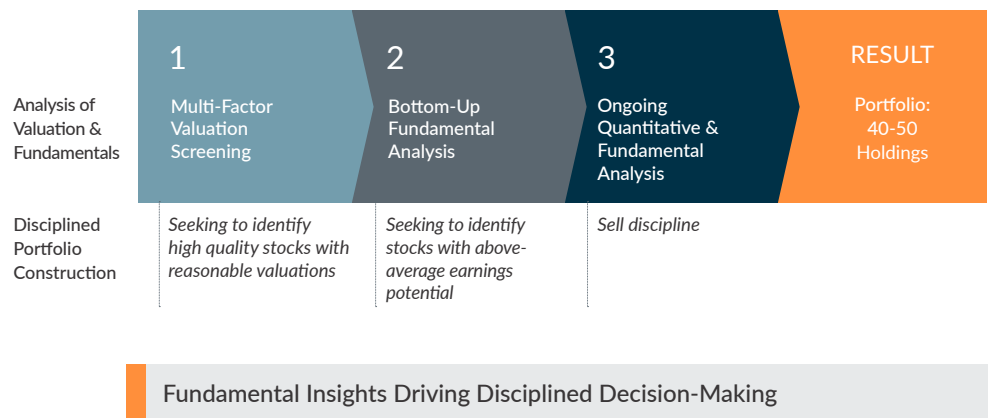 1
2
3
RESULT
Analysis of
Valuation &
Fundamentals
Multi-Factor
Valuation
Screening
Bottom-Up
Fundamental
Analysis
Ongoing
Quantitative &
Fundamental
Analysis
Portfolio:
40-50
Holdings
Disciplined
Portfolio
Construction
Seeking to identify
high quality stocks with
reasonable valuations
Seeking to identify
stocks with above-
average earnings
potential
Sell discipline
Fundamental Insights Driving Disciplined Decision-Making